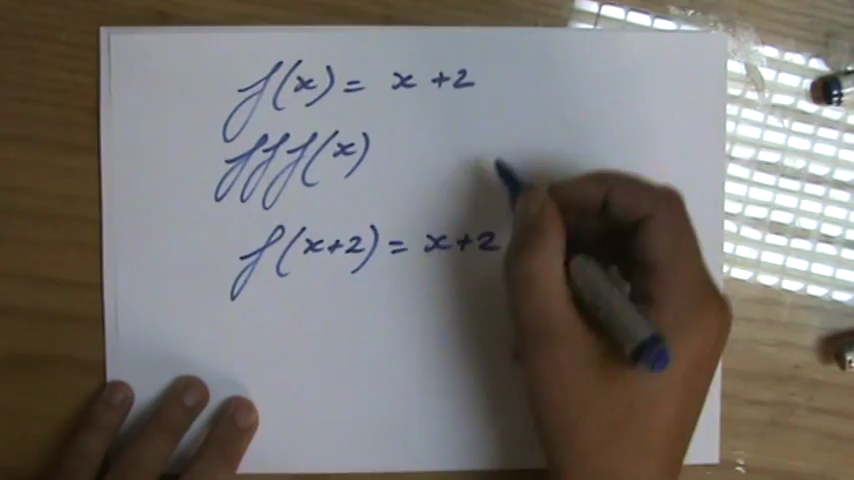 f(x) = x +2
fff(x)
f(x+2) = x+2